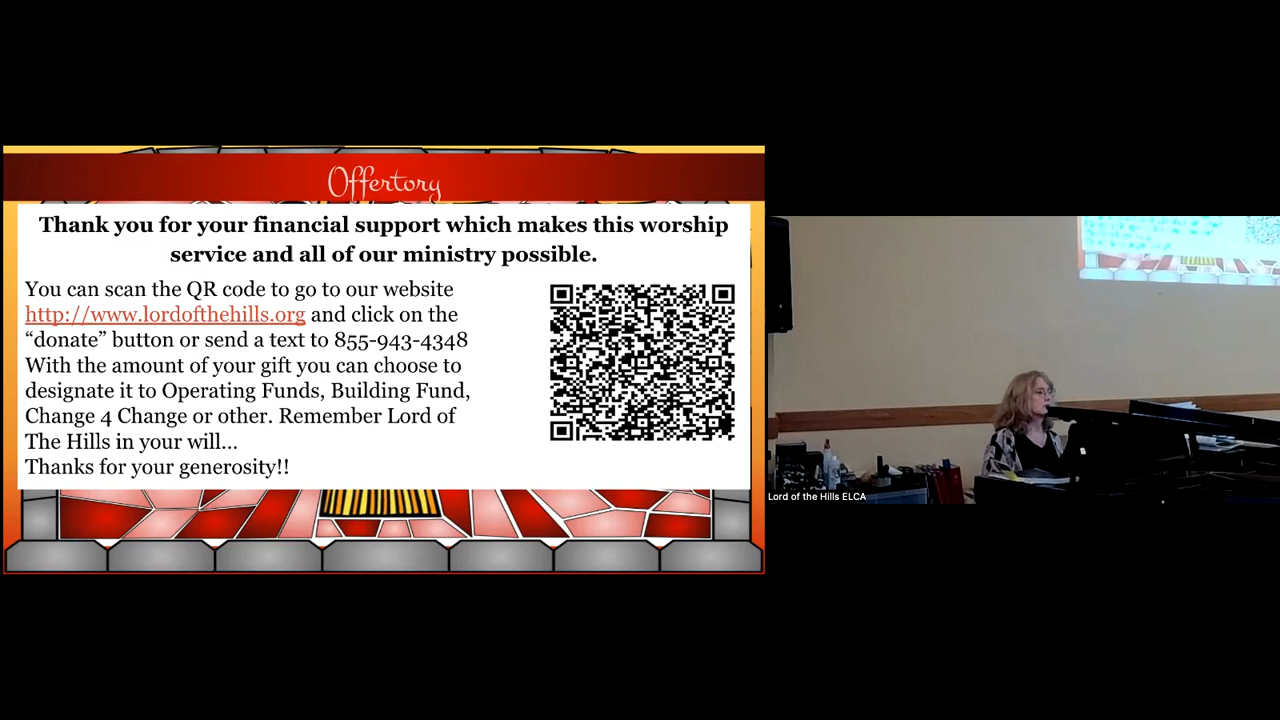 Offertory
Thank you for your financial support which makes this worship
service and all of our ministry possible.
You can scan the QR code to go to our website
http://www.lordofthehills.org and click on the
“donate” button or send a text to 855-943-4348
With the amount of your gift you can choose to
designate it to Operating Funds, Building Fund,
Change 4 Change or other. Remember Lord of
The Hills in your will...
Thanks for your generosity!!
Lord of the Hills ELCA